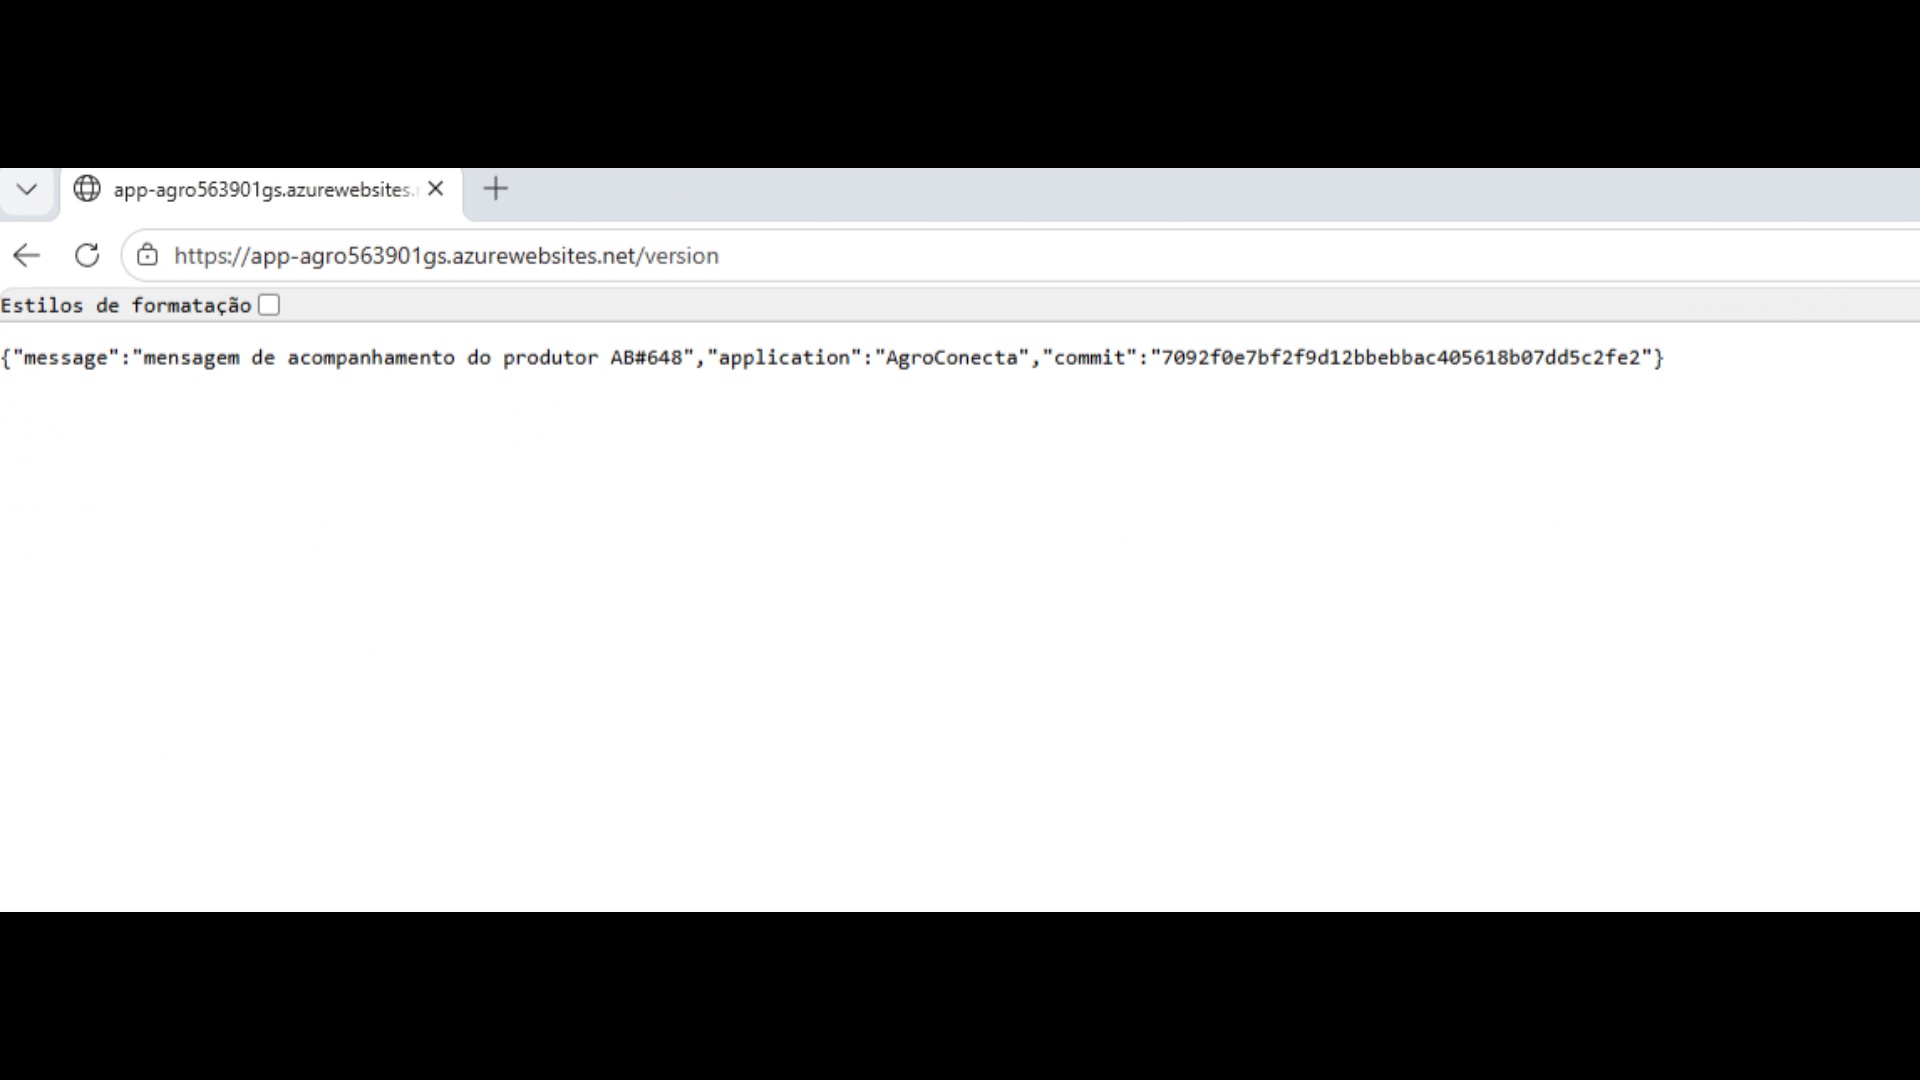 app-agro563901gs.azurewebsites.
https://app-agro563901gs.azurewebsites.net/version
Estilos de formatação
{"message":"mensagem de acompanhamento do produtor AB#648","application":"AgroConecta","commit":"7092f0e7bf2f9d12bbebbac405618b07dd5c2fe2"}